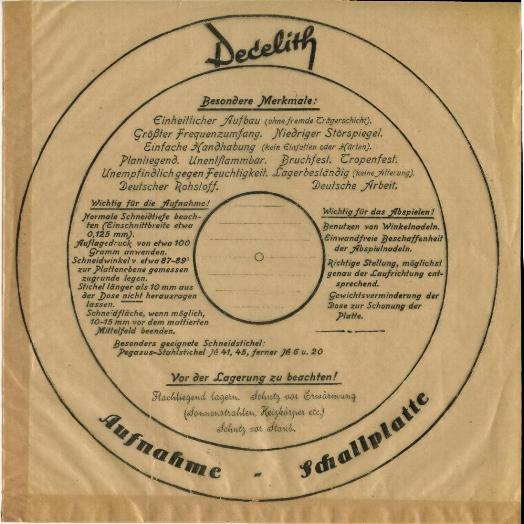 Decelith
Besondere Merkmale:
Einheitlicher Aufbau (ohne fremde Trägerschicht).
Größter Frequenzumfang. Niedriger Störspiegel.
Einfache Handhabung (kein Einfetten oder Härten).
Planliegend. Unentflammbar. Bruchfest. Tropenfest.
Unempfindlich gegen Feuchtigkeit. Lagerbeständig (keine Alterung).
Deutscher Rohstoff. Deutsche Arbeit.
Wichtig für die Aufnahme!
Normale Schneidtiefe beach-
ten (Einschnittbreite etwa
0,125 mm).
Auflagedruck von etwa 100
Gramm anwenden.
Schneidwinkel v. etwa 87-89°
zur Plattenebene gemessen
zugrunde legen.
Stichel länger als 10 mm aus
der Dose nicht herausragen
lassen.
Schneidfläche, wenn möglich,
10-15 mm vor dem mattierten
Mittelfeld beenden.
Wichtig für das Abspielen!
Benutzen von Winkelnadeln.
Einwandfreie Beschaffenheit
der Abspielnadeln.
Richtige Stellung, möglichst
genau der Laufrichtung ent-
sprechend.
Gewichtsverminderung der
Dose zur Schonung der
Platte.
Besonders geeignete Schneidstichel:
Pegasus-Stahlstichel № 41, 45, ferner № 6 u. 20
Vor der Lagerung zu beachten!
Flachliegend lagern. Schutz vor Erwärmung
(Sonnenstrahlen, Heizkörper etc.)
Schutz vor Staub.
Aufnahme - Schallplatte